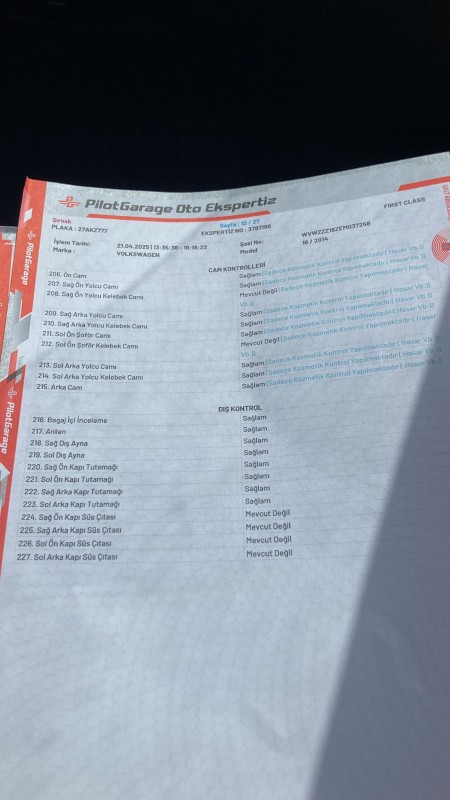 PilotGarage Oto Ekspertiz
FIRST CLASS
Şırnak
Sayfa : 12 / 27
PLAKA : 27AKZ777
EKSPERTİZ NO : 3197198
İşlem Tarihi: 21.04.2025 | 13:35:36 - 16:16:23 Şasi No: WVWZZZ16ZEM037258
Marka : VOLKSWAGEN Model 16 / 2014
CAM KONTROLLERİ
206. Ön Cam Sağlam (Sadece Kozmetik Kontrol Yapılmaktadır ( Hasar Vb.))
207. Sağ Ön Yolcu Camı Sağlam (Sadece Kozmetik Kontrol Yapılmaktadır ( Hasar Vb.))
208. Sağ Ön Yolcu Kelebek Camı Mevcut Değil (Sadece Kozmetik Kontrol Yapılmaktadır ( Hasar
Vb.))
209. Sağ Arka Yolcu Camı Sağlam (Sadece Kozmetik Kontrol Yapılmaktadır ( Hasar Vb.))
210. Sağ Arka Yolcu Kelebek Camı Sağlam (Sadece Kozmetik Kontrol Yapılmaktadır ( Hasar Vb.))
211. Sol Ön Şoför Camı Sağlam (Sadece Kozmetik Kontrol Yapılmaktadır ( Hasar Vb.))
212. Sol Ön Şoför Kelebek Camı Mevcut Değil (Sadece Kozmetik Kontrol Yapılmaktadır ( Hasar
Vb.))
213. Sol Arka Yolcu Camı Sağlam (Sadece Kozmetik Kontrol Yapılmaktadır ( Hasar Vb.))
214. Sol Arka Yolcu Kelebek Camı Sağlam (Sadece Kozmetik Kontrol Yapılmaktadır ( Hasar Vb.))
215. Arka Cam Sağlam (Sadece Kozmetik Kontrol Yapılmaktadır ( Hasar Vb.))
DIŞ KONTROL
216. Bagaj İçi İnceleme Sağlam
217. Anten Sağlam
218. Sağ Dış Ayna Sağlam
219. Sol Dış Ayna Sağlam
220. Sağ Ön Kapı Tutamağı Sağlam
221. Sol Ön Kapı Tutamağı Sağlam
222. Sağ Arka Kapı Tutamağı Sağlam
223. Sol Arka Kapı Tutamağı Sağlam
224. Sağ Ön Kapı Süs Çıtası Mevcut Değil
225. Sağ Arka Kapı Süs Çıtası Mevcut Değil
226. Sol Ön Kapı Süs Çıtası Mevcut Değil
227. Sol Arka Kapı Süs Çıtası Mevcut Değil
PilotGarage
PilotGarage